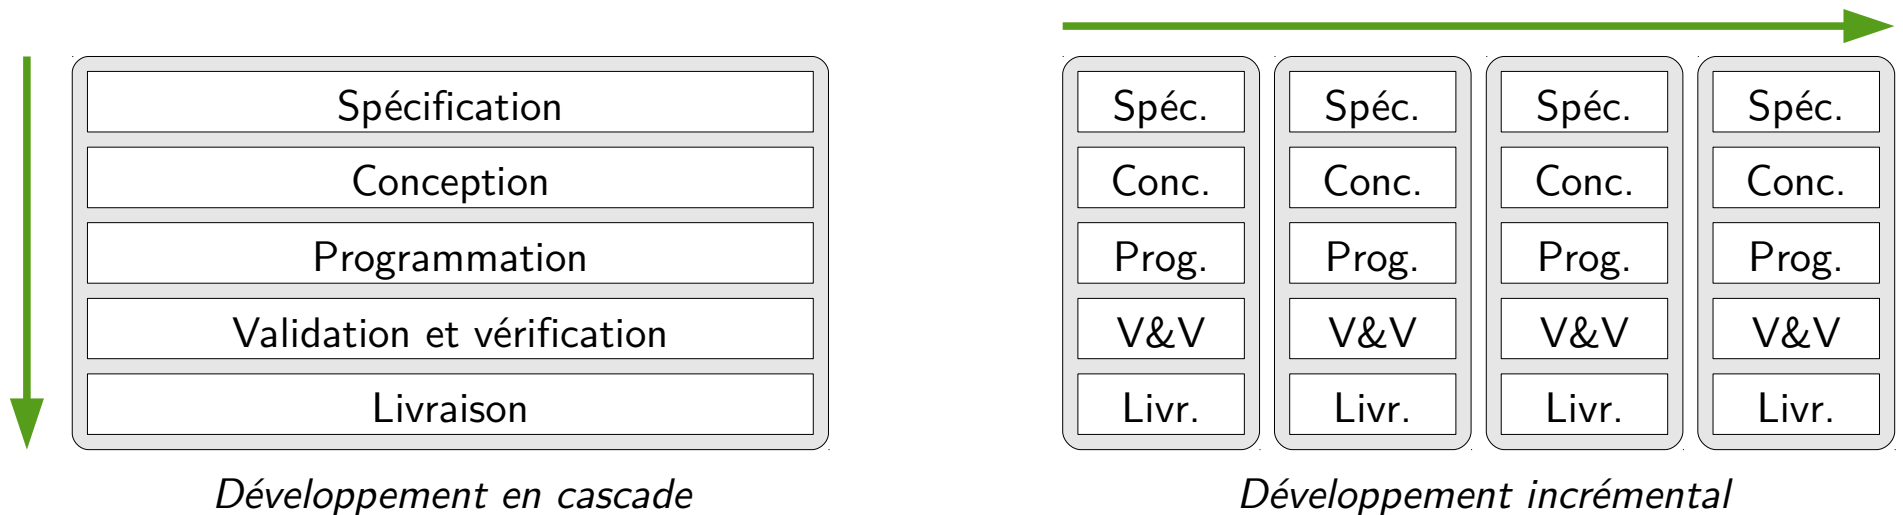 Spécification
Conception
Programmation
Validation et vérification
Livraison
Développement en cascade
Spéc. Spéc. Spéc. Spéc.
Conc. Conc. Conc. Conc.
Prog. Prog. Prog. Prog.
V&V V&V V&V V&V
Livr. Livr. Livr. Livr.
Développement incrémental